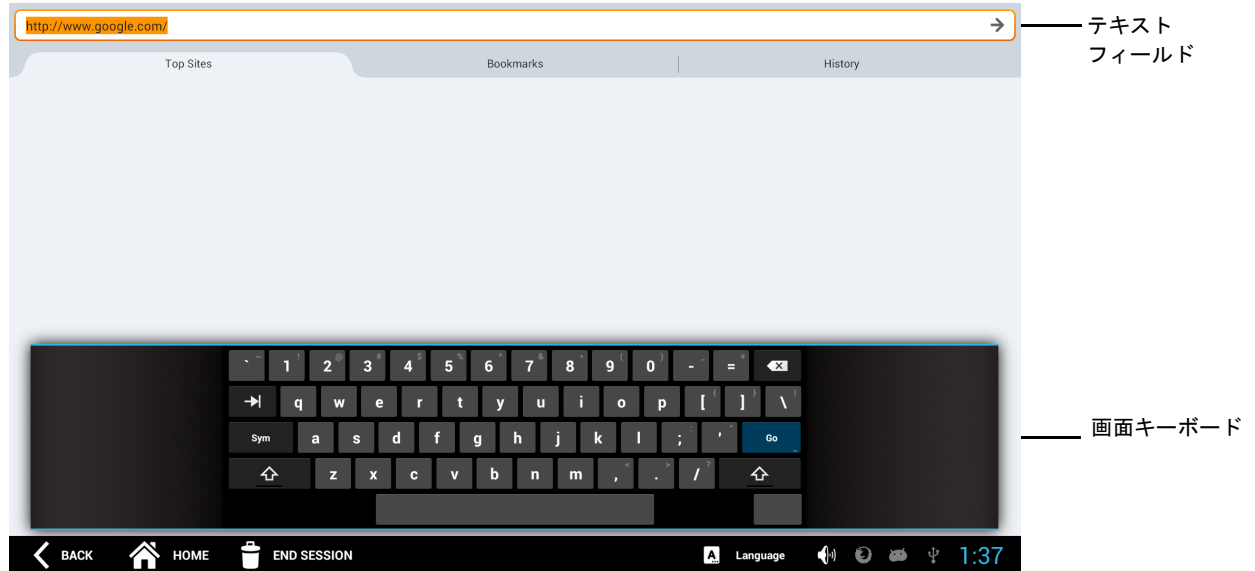 http://www.google.com/
テキスト
フィールド
Top Sites Bookmarks History
` ~ 1 ! 2 @ 3 # 4 $ 5 % 6 ^ 7 & 8 * 9 ( 0 ) - _ = +
q w e r t y u i o p [ { ] } \ |
Sym a s d f g h j k l ; : ' " Go ...
z x c v b n m , < . > / ?
画面キーボード
BACK HOME END SESSION A Language 1:37